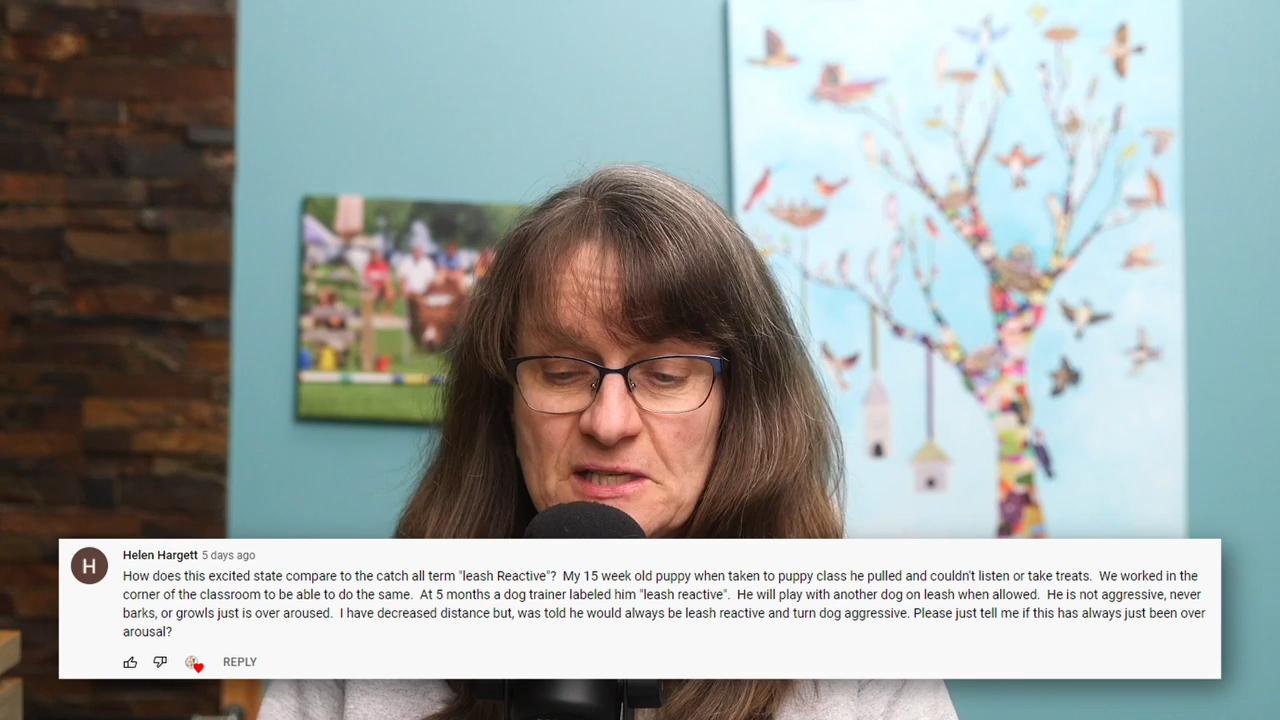 H
Helen Hargett 5 days ago
How does this excited state compare to the catch all term "leash Reactive"?  My 15 week old puppy when taken to puppy class he pulled and couldn't listen or take treats.  We worked in the
corner of the classroom to be able to do the same.  At 5 months a dog trainer labeled him "leash reactive".  He will play with another dog on leash when allowed.  He is not aggressive, never
barks, or growls just is over aroused.  I have decreased distance but, was told he would always be leash reactive and turn dog aggressive. Please just tell me if this has always just been over
arousal?
REPLY